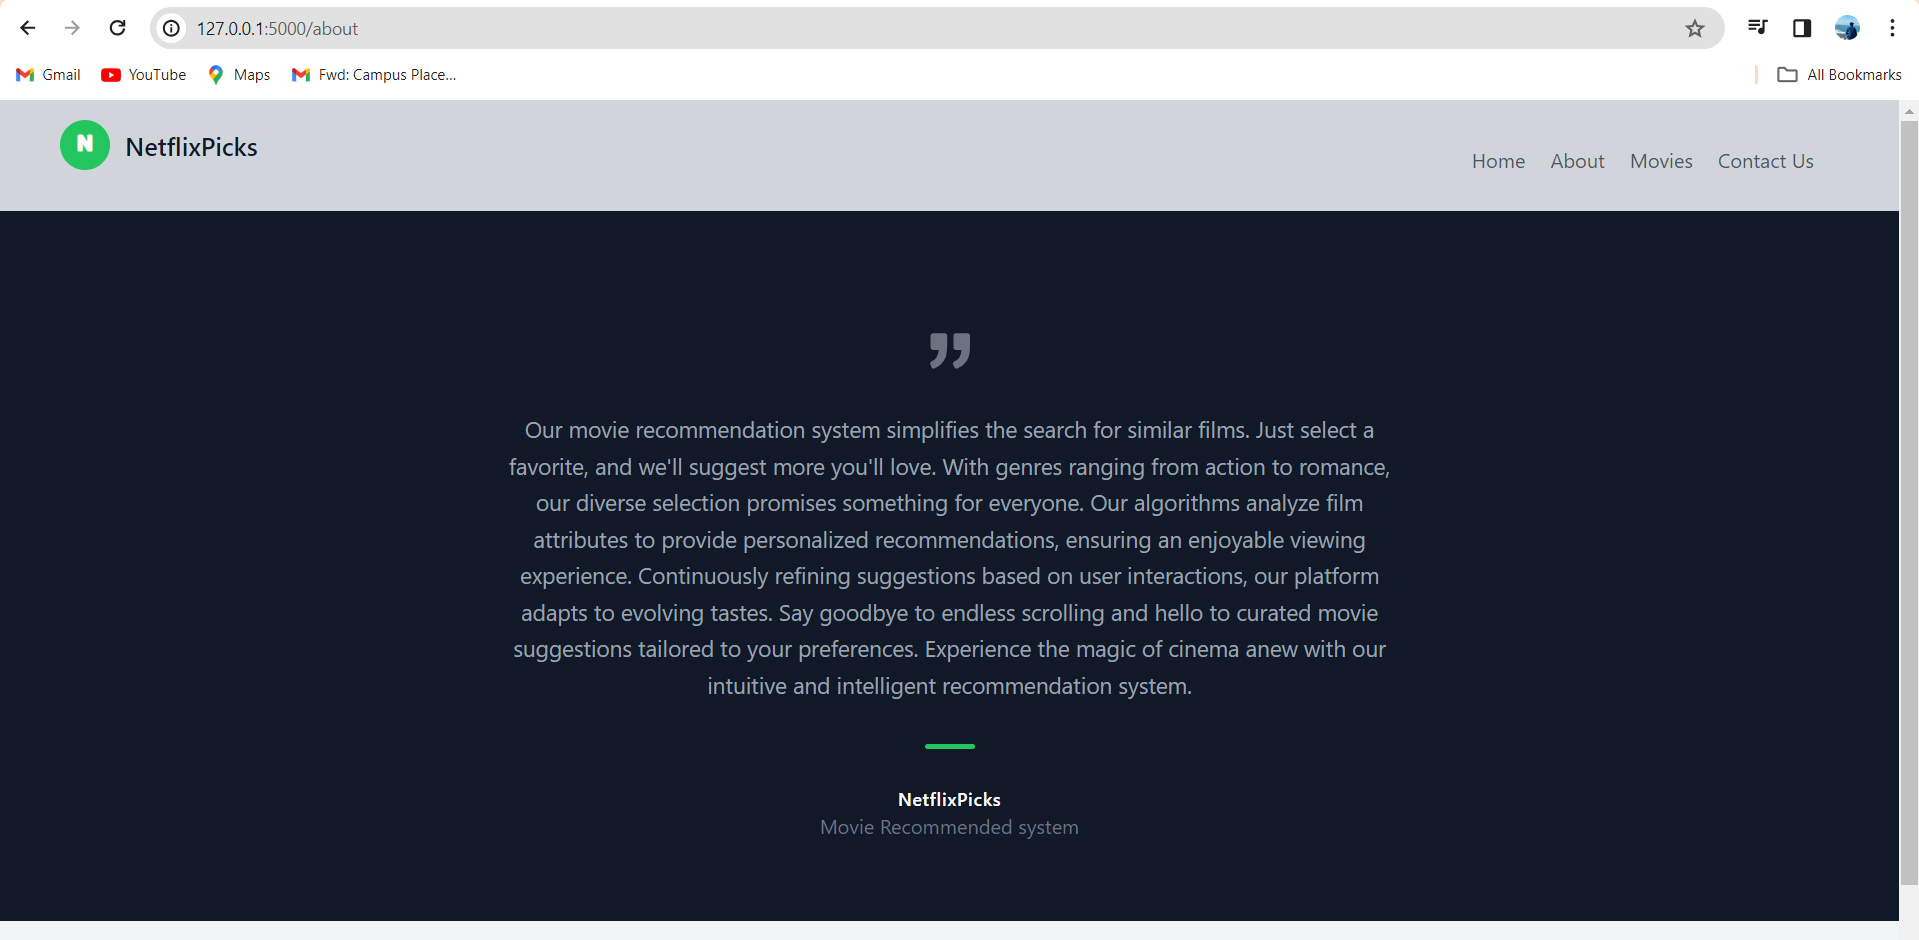 127.0.0.1:5000/about
Gmail YouTube Maps Fwd: Campus Place... All Bookmarks
N NetflixPicks
Home About Movies Contact Us
”
Our movie recommendation system simplifies the search for similar films. Just select a
favorite, and we'll suggest more you'll love. With genres ranging from action to romance,
our diverse selection promises something for everyone. Our algorithms analyze film
attributes to provide personalized recommendations, ensuring an enjoyable viewing
experience. Continuously refining suggestions based on user interactions, our platform
adapts to evolving tastes. Say goodbye to endless scrolling and hello to curated movie
suggestions tailored to your preferences. Experience the magic of cinema anew with our
intuitive and intelligent recommendation system.
NetflixPicks
Movie Recommended system